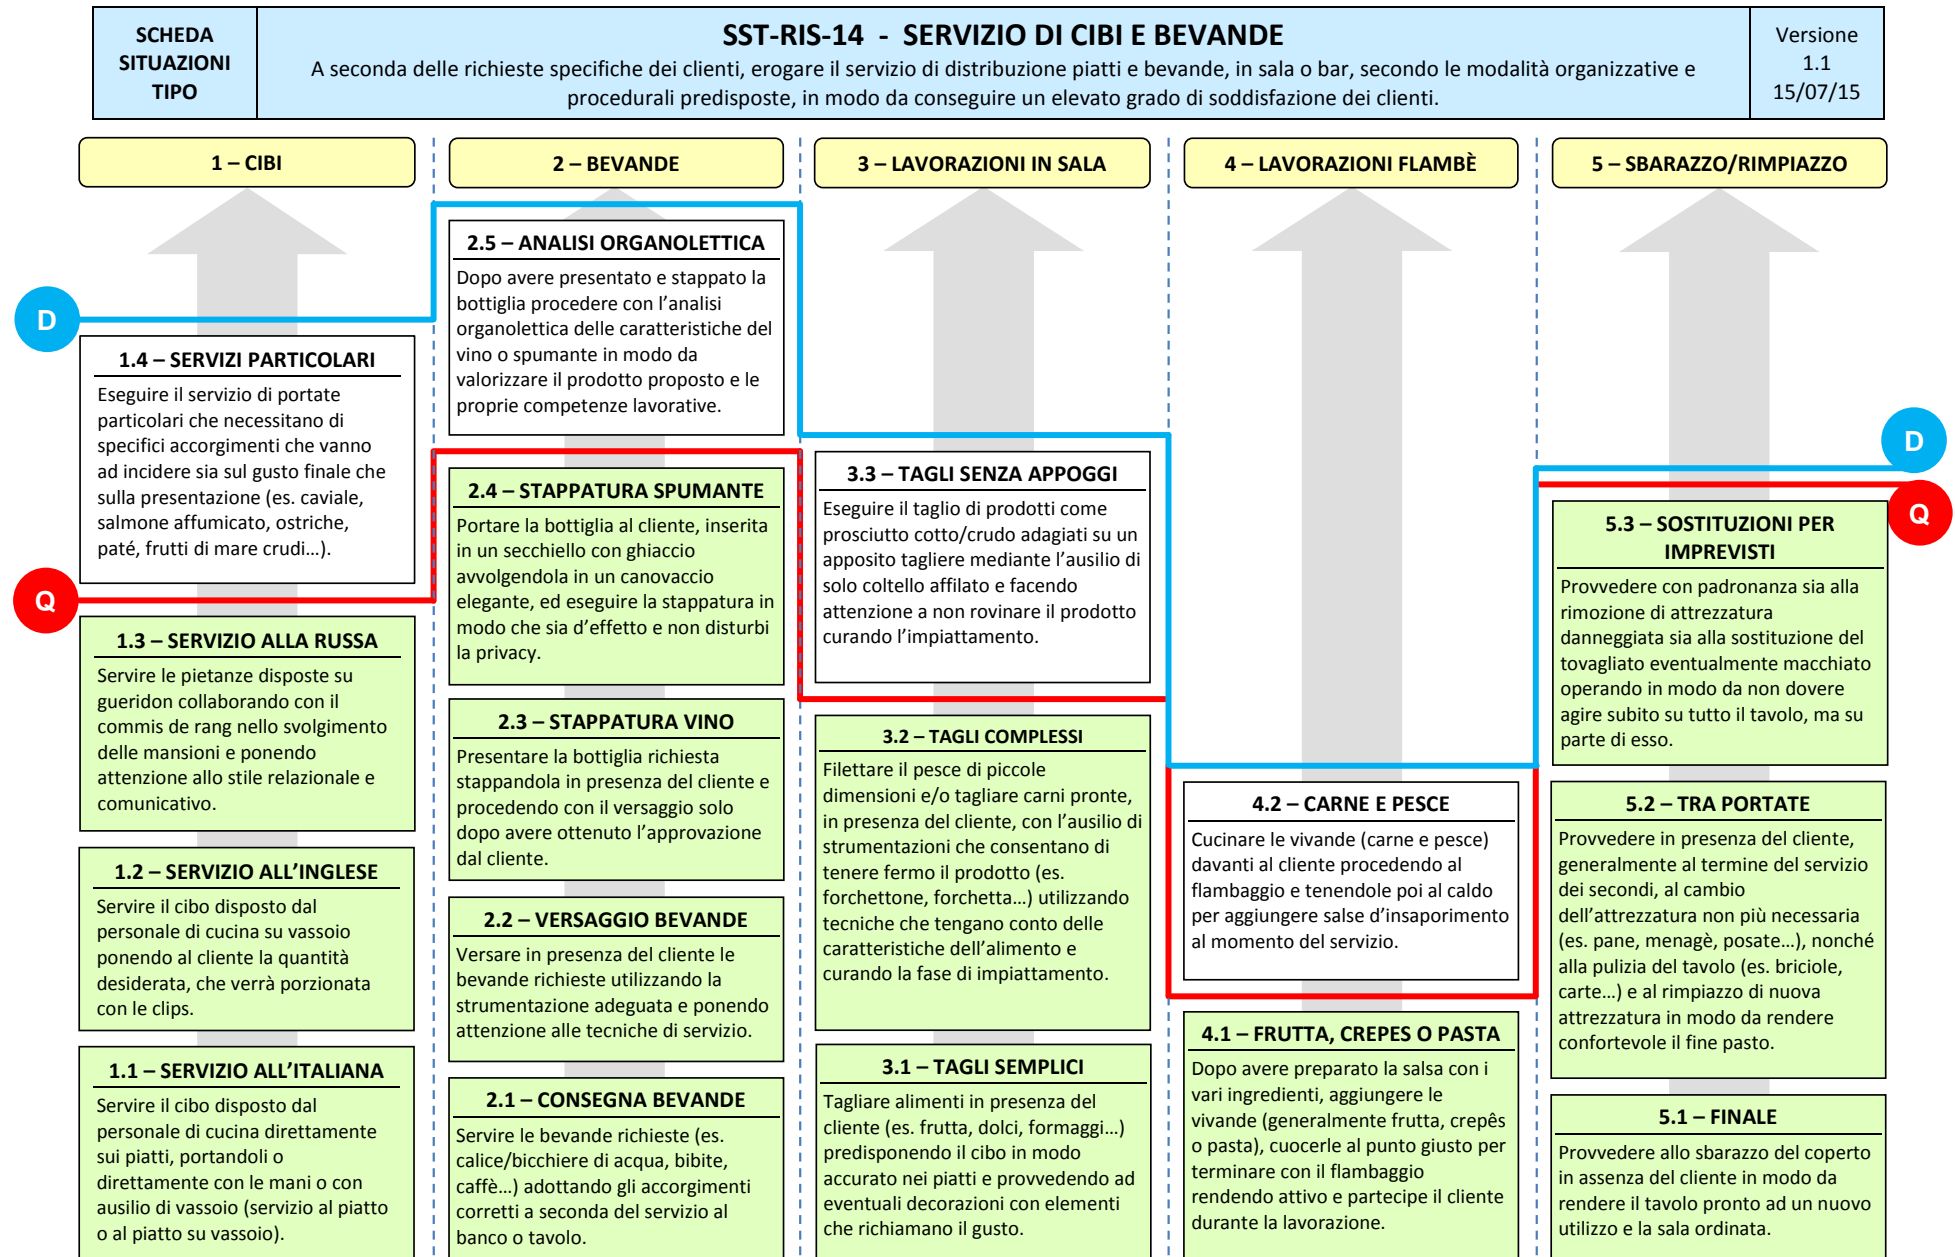 SCHEDA
SITUAZIONI
TIPO
SST-RIS-14 - SERVIZIO DI CIBI E BEVANDE
A seconda delle richieste specifiche dei clienti, erogare il servizio di distribuzione piatti e bevande, in sala o bar, secondo le modalità organizzative e
procedurali predisposte, in modo da conseguire un elevato grado di soddisfazione dei clienti.
Versione
1.1
15/07/15
1 – CIBI
D
1.4 – SERVIZI PARTICOLARI
Eseguire il servizio di portate
particolari che necessitano di
specifici accorgimenti che vanno
ad incidere sia sul gusto finale che
sulla presentazione (es. caviale,
salmone affumicato, ostriche,
paté, frutti di mare crudi…).
Q
1.3 – SERVIZIO ALLA RUSSA
Servire le pietanze disposte su
gueridon collaborando con il
commis de rang nello svolgimento
delle mansioni e ponendo
attenzione allo stile relazionale e
comunicativo.
1.2 – SERVIZIO ALL’INGLESE
Servire il cibo disposto dal
personale di cucina su vassoio
ponendo al cliente la quantità
desiderata, che verrà porzionata
con le clips.
1.1 – SERVIZIO ALL’ITALIANA
Servire il cibo disposto dal
personale di cucina direttamente
sui piatti, portandoli o
direttamente con le mani o con
ausilio di vassoio (servizio al piatto
o al piatto su vassoio).
2 – BEVANDE
2.5 – ANALISI ORGANOLETTICA
Dopo avere presentato e stappato la
bottiglia procedere con l’analisi
organolettica delle caratteristiche del
vino o spumante in modo da
valorizzare il prodotto proposto e le
proprie competenze lavorative.
2.4 – STAPPATURA SPUMANTE
Portare la bottiglia al cliente, inserita
in un secchiello con ghiaccio
avvolgendola in un canovaccio
elegante, ed eseguire la stappatura in
modo che sia d’effetto e non disturbi
la privacy.
2.3 – STAPPATURA VINO
Presentare la bottiglia richiesta
stappandola in presenza del cliente e
procedendo con il versaggio solo
dopo avere ottenuto l’approvazione
dal cliente.
2.2 – VERSAGGIO BEVANDE
Versare in presenza del cliente le
bevande richieste utilizzando la
strumentazione adeguata e ponendo
attenzione alle tecniche di servizio.
2.1 – CONSEGNA BEVANDE
Servire le bevande richieste (es.
calice/bicchiere di acqua, bibite,
caffè…) adottando gli accorgimenti
corretti a seconda del servizio al
banco o tavolo.
3 – LAVORAZIONI IN SALA
3.3 – TAGLI SENZA APPOGGI
Eseguire il taglio di prodotti come
prosciutto cotto/crudo adagiati su un
apposito tagliere mediante l’ausilio di
solo coltello affilato e facendo
attenzione a non rovinare il prodotto
curando l’impiattamento.
3.2 – TAGLI COMPLESSI
Filettare il pesce di piccole
dimensioni e/o tagliare carni pronte,
in presenza del cliente, con l’ausilio di
strumentazioni che consentano di
tenere fermo il prodotto (es.
forchettone, forchetta…) utilizzando
tecniche che tengano conto delle
caratteristiche dell’alimento e
curando la fase di impiattamento.
3.1 – TAGLI SEMPLICI
Tagliare alimenti in presenza del
cliente (es. frutta, dolci, formaggi…)
predisponendo il cibo in modo
accurato nei piatti e provvedendo ad
eventuali decorazioni con elementi
che richiamano il gusto.
4 – LAVORAZIONI FLAMBÈ
4.2 – CARNE E PESCE
Cucinare le vivande (carne e pesce)
davanti al cliente procedendo al
flambaggio e tenendole poi al caldo
per aggiungere salse d’insaporimento
al momento del servizio.
4.1 – FRUTTA, CREPES O PASTA
Dopo avere preparato la salsa con i
vari ingredienti, aggiungere le
vivande (generalmente frutta, crepês
o pasta), cuocerle al punto giusto per
terminare con il flambaggio
rendendo attivo e partecipe il cliente
durante la lavorazione.
5 – SBARAZZO/RIMPIAZZO
D
Q
5.3 – SOSTITUZIONI PER
IMPREVISTI
Provvedere con padronanza sia alla
rimozione di attrezzatura
danneggiata sia alla sostituzione del
tovagliato eventualmente macchiato
operando in modo da non dovere
agire subito su tutto il tavolo, ma su
parte di esso.
5.2 – TRA PORTATE
Provvedere in presenza del cliente,
generalmente al termine del servizio
dei secondi, al cambio
dell’attrezzatura non più necessaria
(es. pane, menagè, posate…), nonché
alla pulizia del tavolo (es. briciole,
carte…) e al rimpiazzo di nuova
attrezzatura in modo da rendere
confortevole il fine pasto.
5.1 – FINALE
Provvedere allo sbarazzo del coperto
in assenza del cliente in modo da
rendere il tavolo pronto ad un nuovo
utilizzo e la sala ordinata.